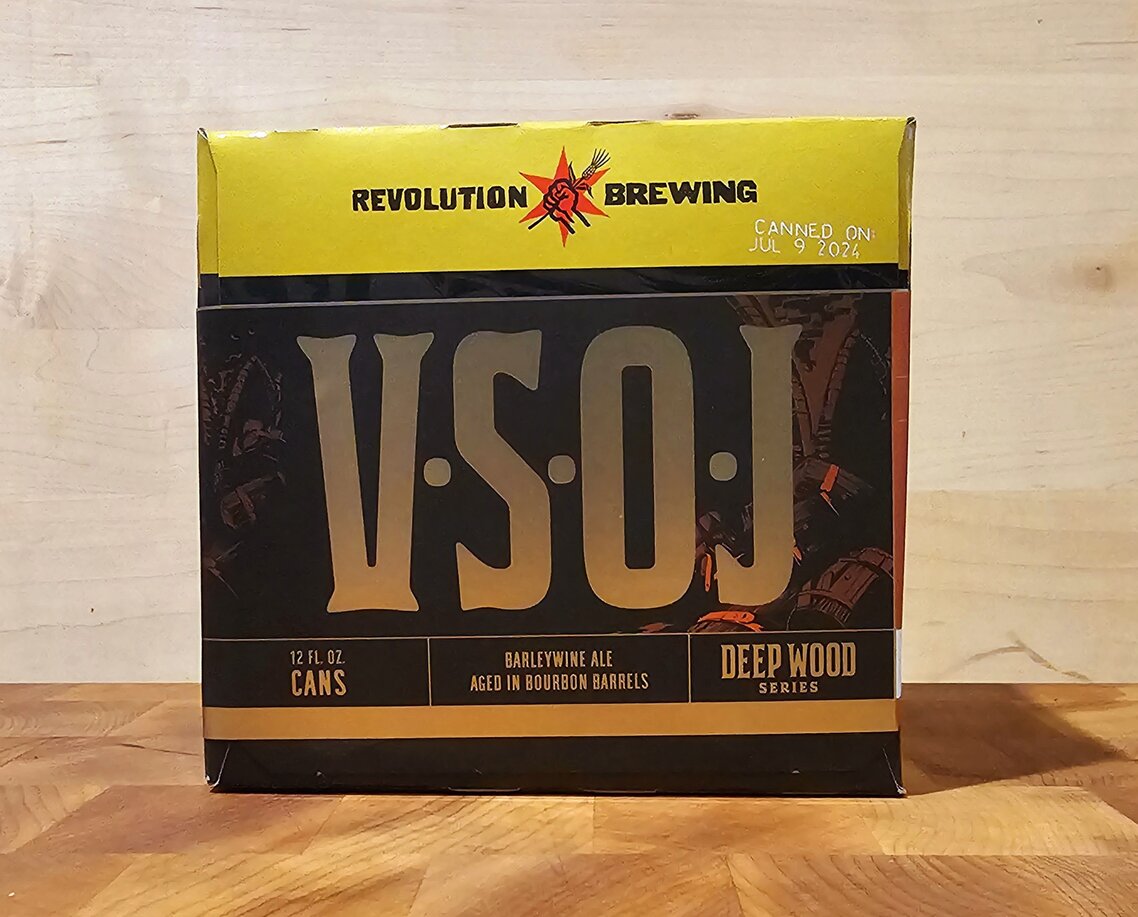 REVOLUTION BREWING
CANNED ON:
JUL 9 2024
V·S·O·J
12 FL. OZ.
CANS
BARLEYWINE ALE
AGED IN BOURBON BARRELS
DEEP WOOD
SERIES